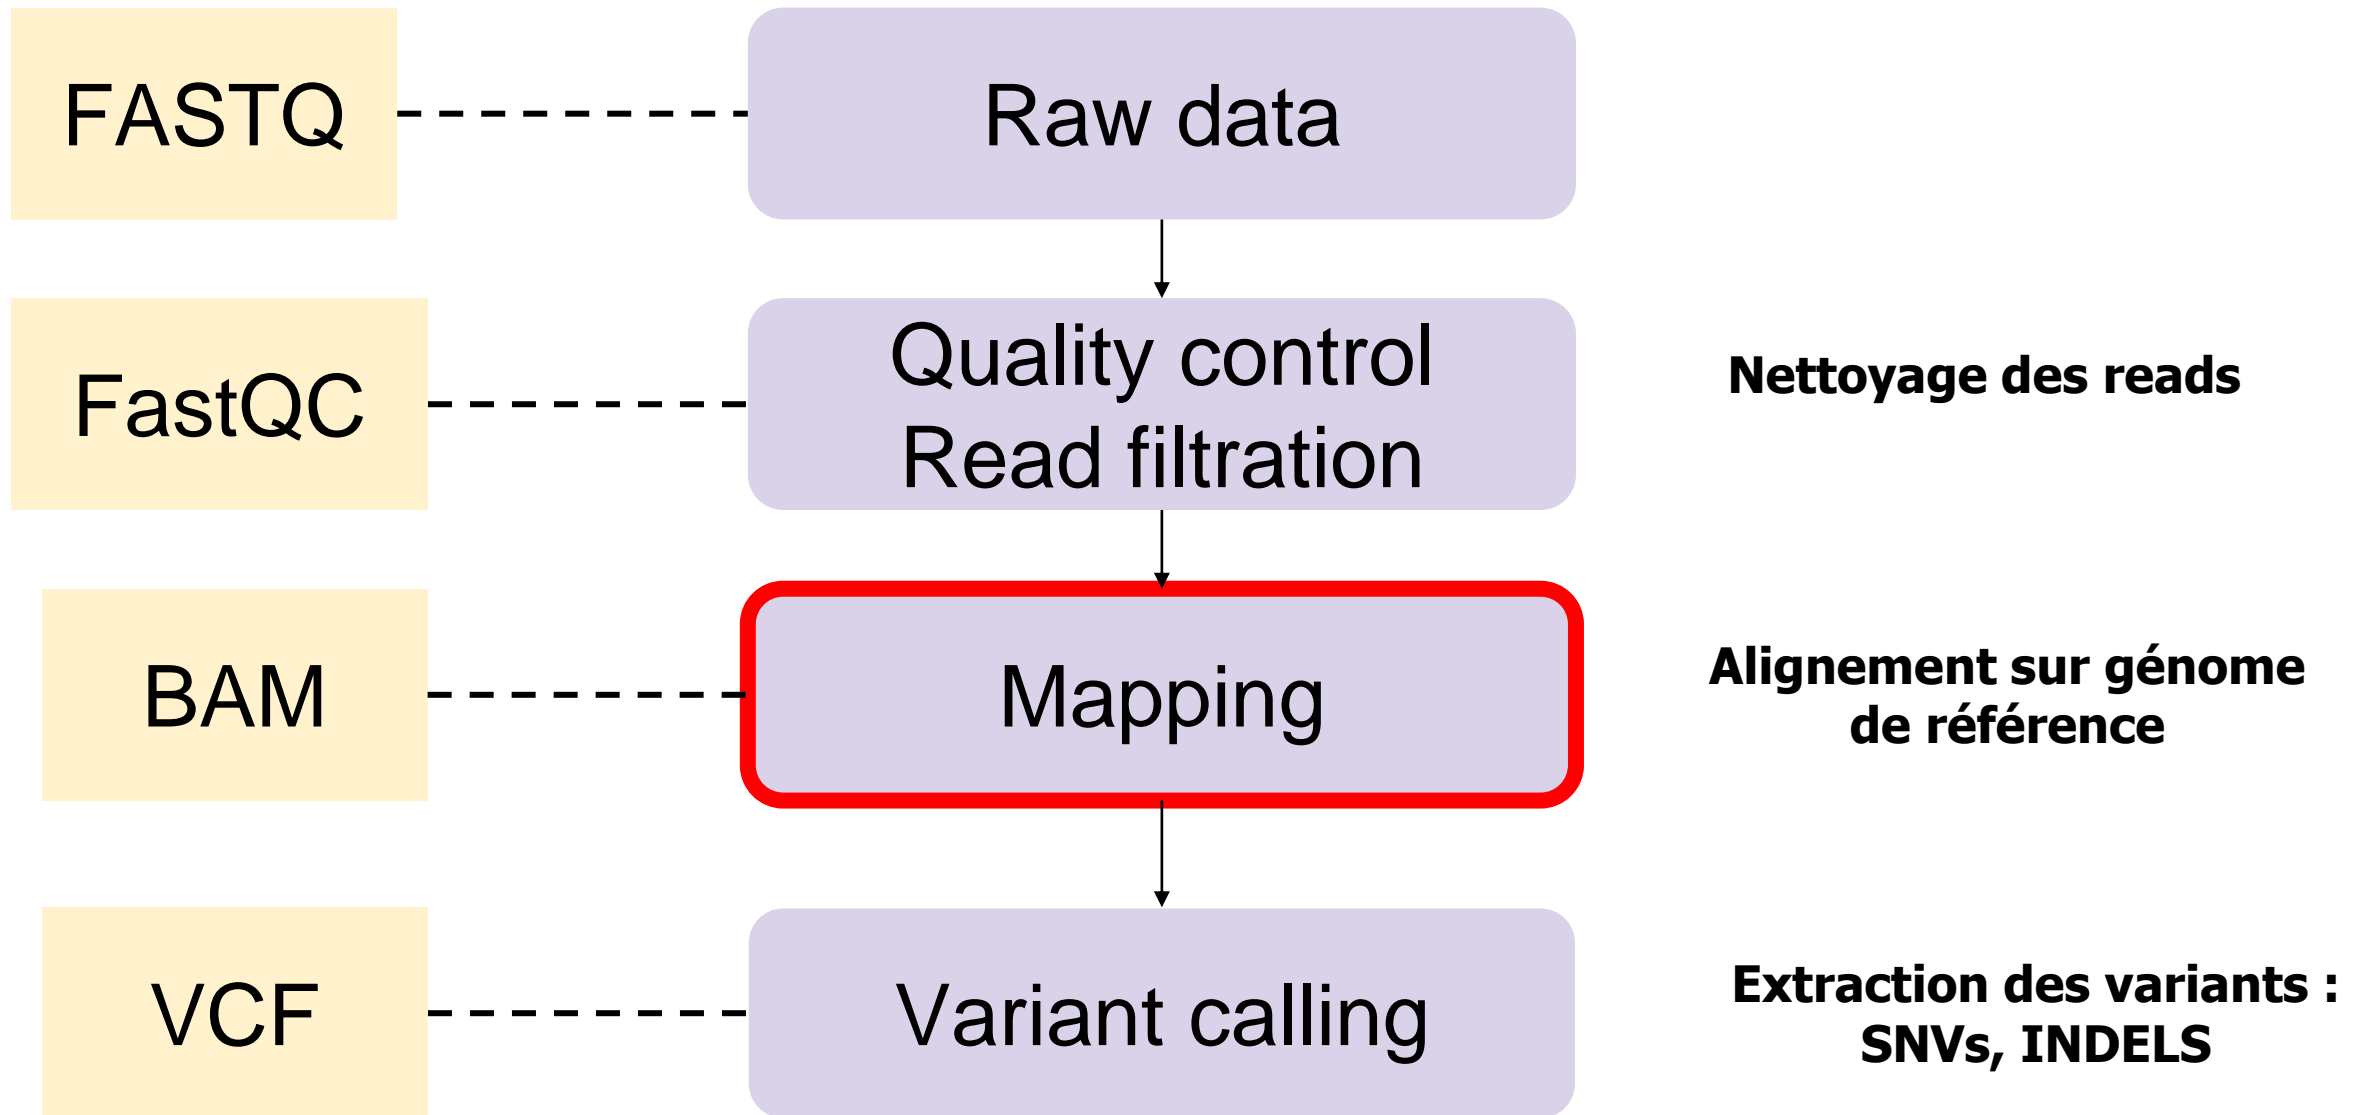 FASTQ
Raw data
FastQC
Quality control
Read filtration
Nettoyage des reads
BAM
Mapping
Alignement sur génome
de référence
VCF
Variant calling
Extraction des variants :
SNVs, INDELS